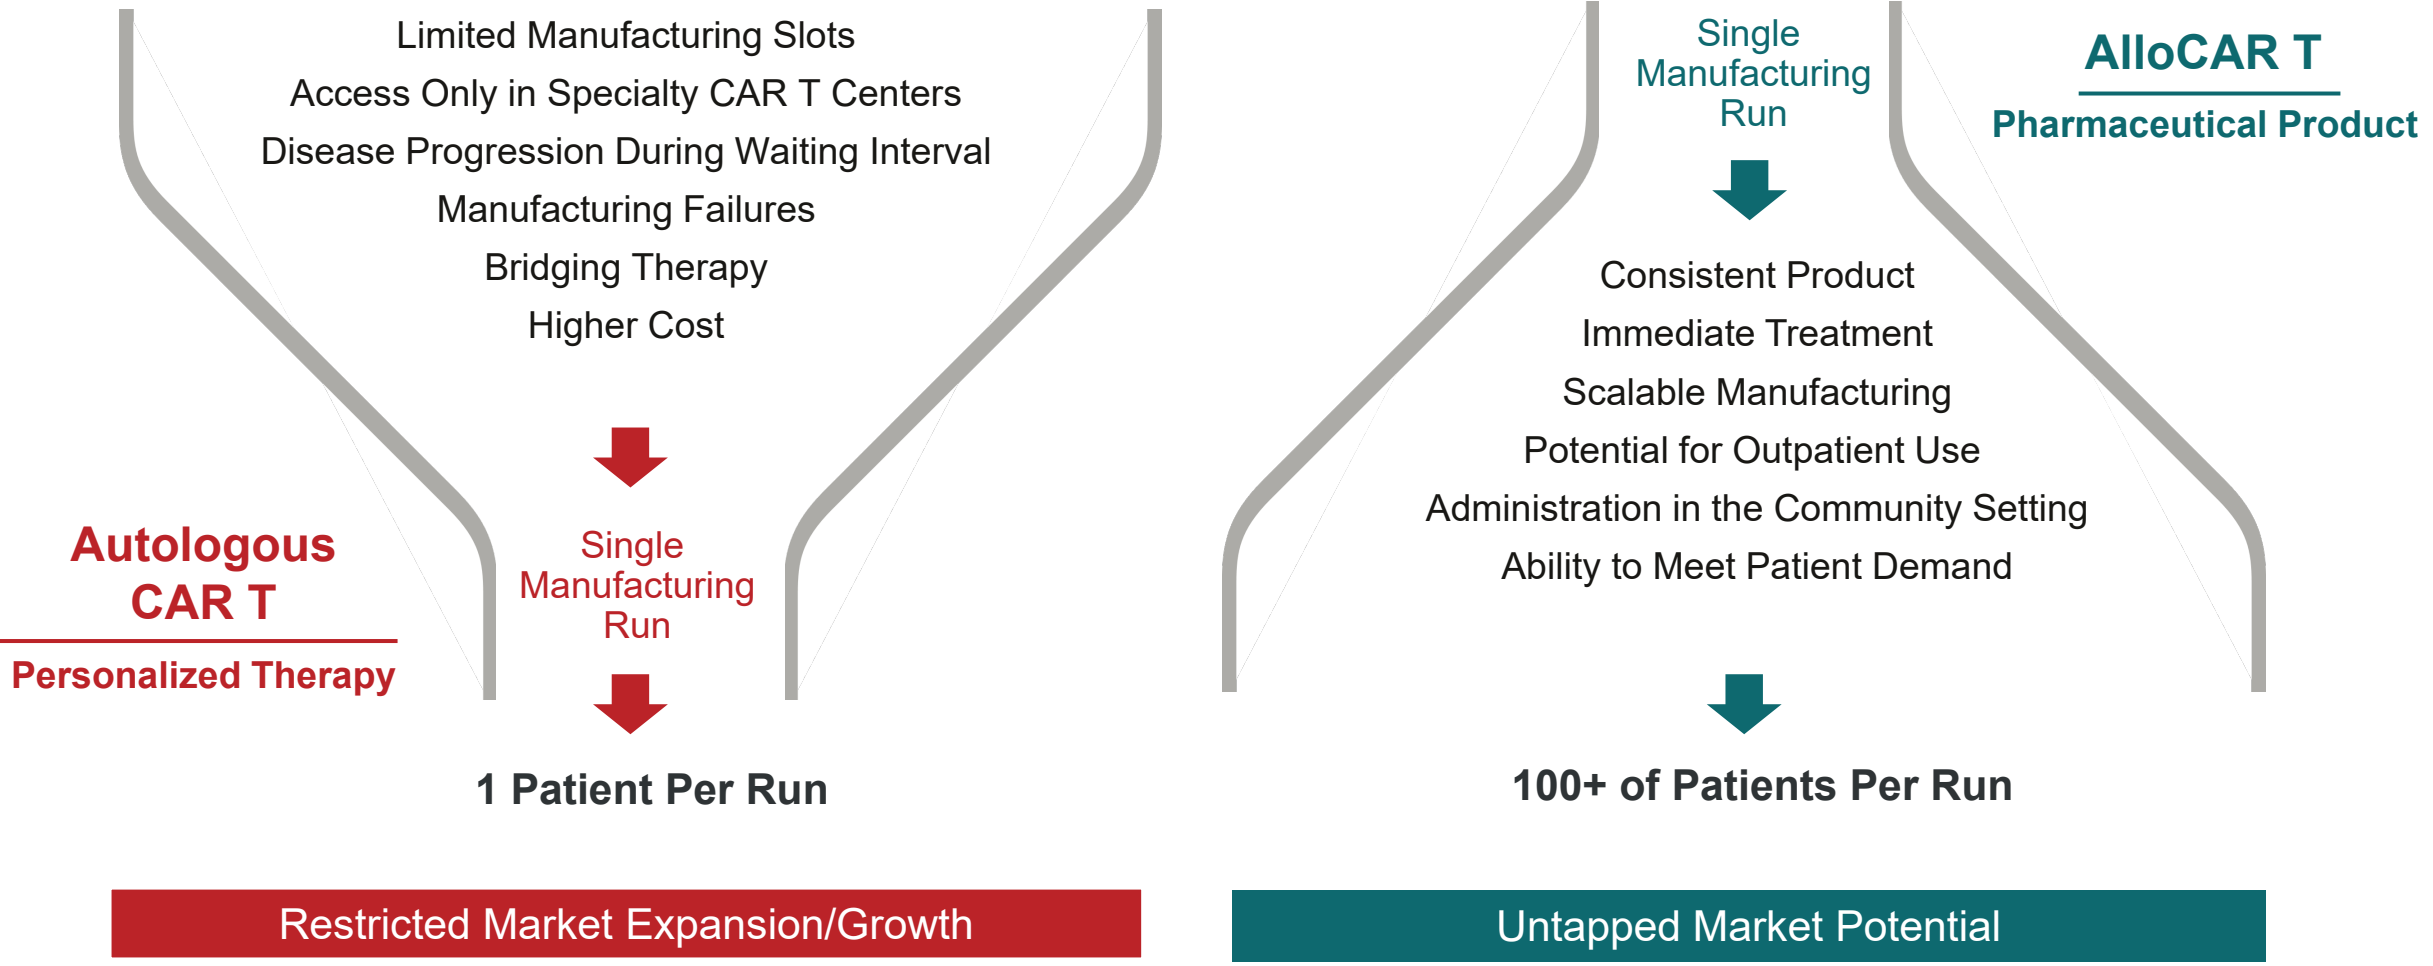 Limited Manufacturing Slots
Access Only in Specialty CAR T Centers
Disease Progression During Waiting Interval
Manufacturing Failures
Bridging Therapy
Higher Cost
Autologous
CAR T
Personalized Therapy
Single
Manufacturing
Run
1 Patient Per Run
Restricted Market Expansion/Growth
Single
Manufacturing
Run
AlloCAR T
Pharmaceutical Product
Consistent Product
Immediate Treatment
Scalable Manufacturing
Potential for Outpatient Use
Administration in the Community Setting
Ability to Meet Patient Demand
100+ of Patients Per Run
Untapped Market Potential